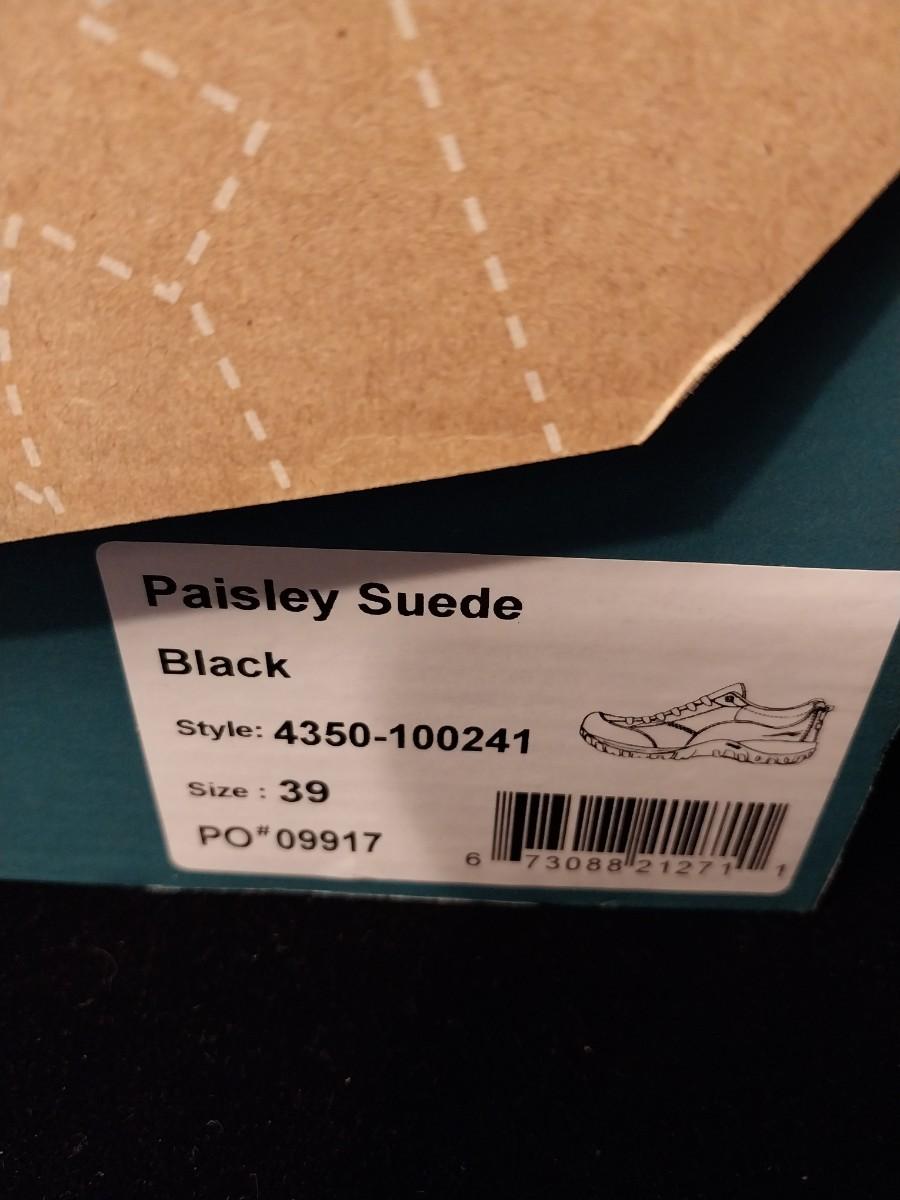 Paisley Suede
Black
Style: 4350-100241
Size : 39
PO# 09917
6 73088 21271 1